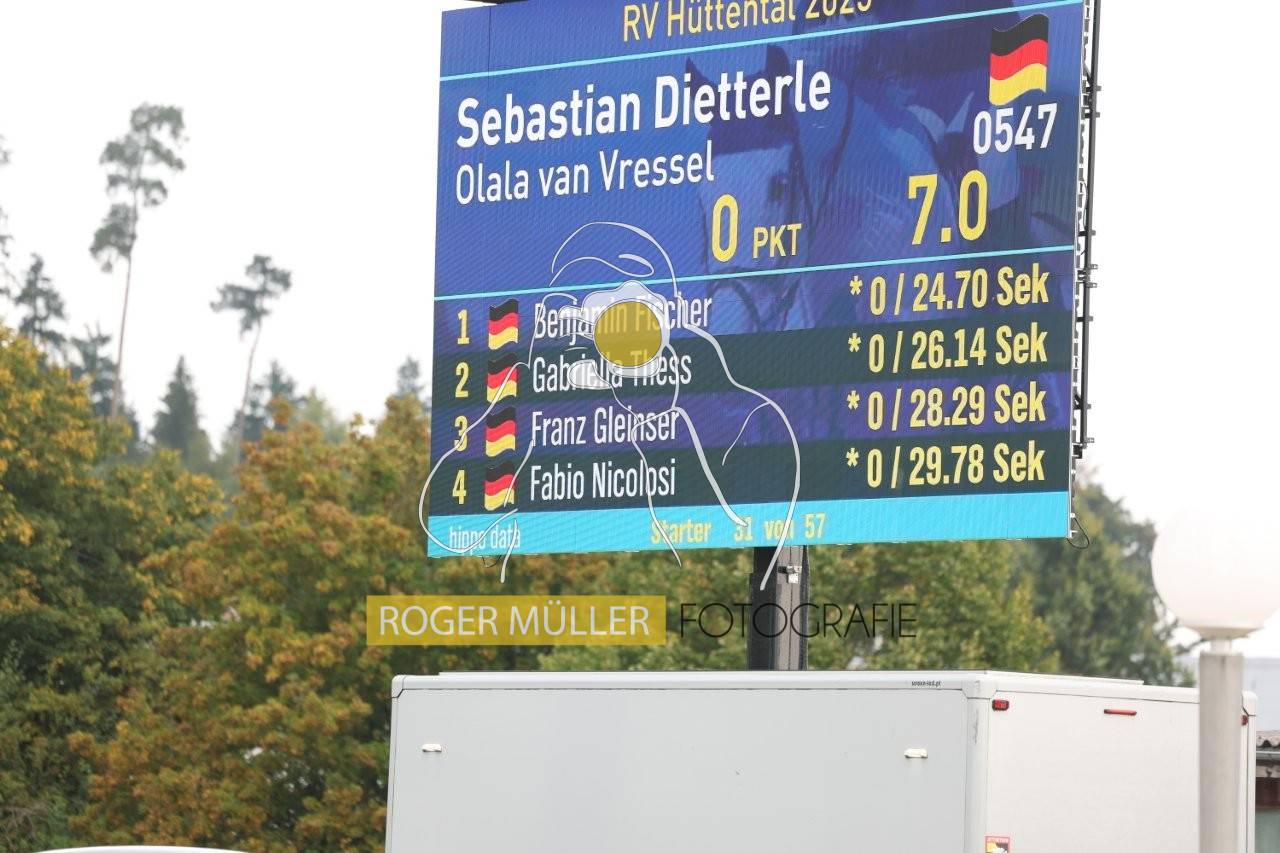 RV Hüttental 2025
Sebastian Dietterle
0547
Olala van Vressel
0 PKT 7.0
1 Benjamin Fischer * 0 / 24.70 Sek
2 Gabriella Thess * 0 / 26.14 Sek
3 Franz Gleinser * 0 / 28.29 Sek
4 Fabio Nicolosi * 0 / 29.78 Sek
hippo data Starter 31 von 57
ROGER MÜLLER FOTOGRAFIE